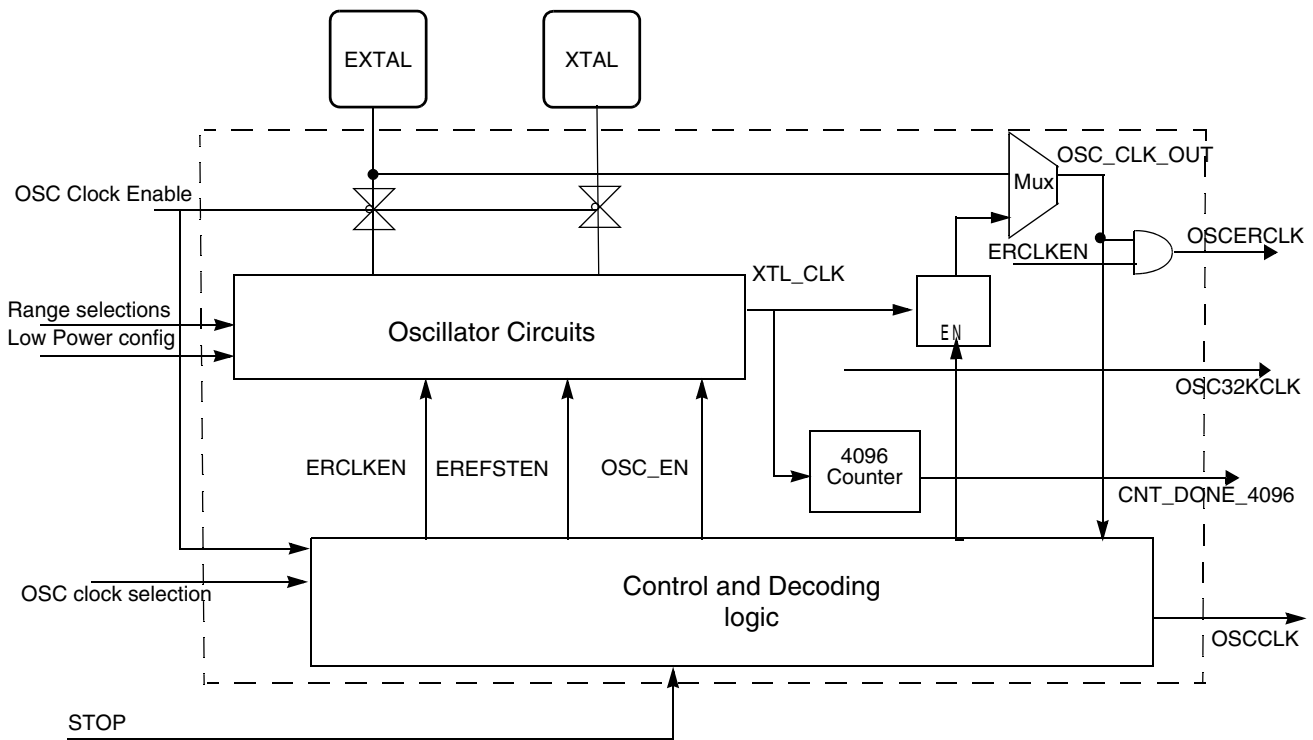 EXTAL
XTAL
OSC_CLK_OUT
Mux
OSC Clock Enable
ERCLKEN
OSCERCLK
XTL_CLK
Range selections
Low Power config
Oscillator Circuits
EN
OSC32KCLK
ERCLKEN
EREFSTEN
OSC_EN
4096
Counter
CNT_DONE_4096
OSC clock selection
Control and Decoding
logic
OSCCLK
STOP